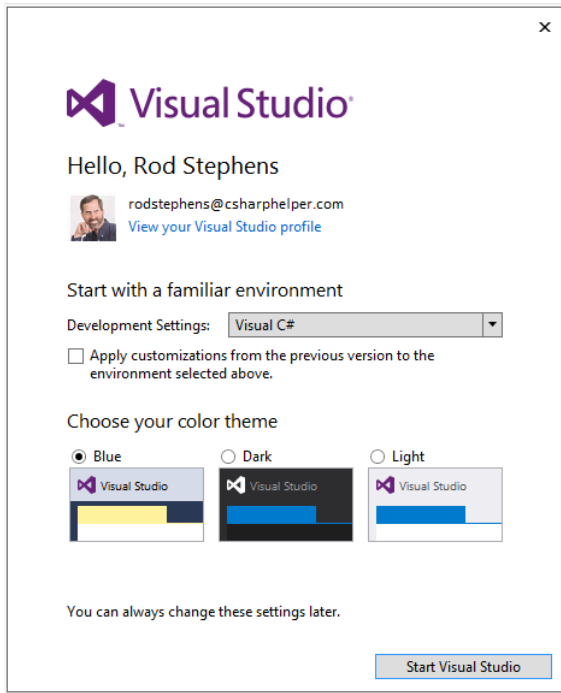 Visual Studio®
™
Hello, Rod Stephens
rodstephens@csharphelper.com
View your Visual Studio profile
Start with a familiar environment
Development Settings: Visual C#
Apply customizations from the previous version to the
environment selected above.
Choose your color theme
Blue Dark Light
Visual Studio Visual Studio Visual Studio
You can always change these settings later.
Start Visual Studio